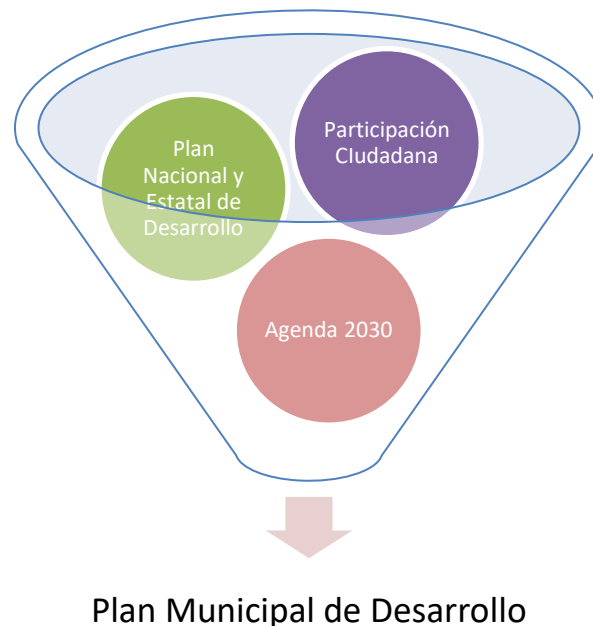 Plan
Nacional y
Estatal de
Desarrollo
Participación
CIudadana
Agenda 2030
Plan Municipal de Desarrollo